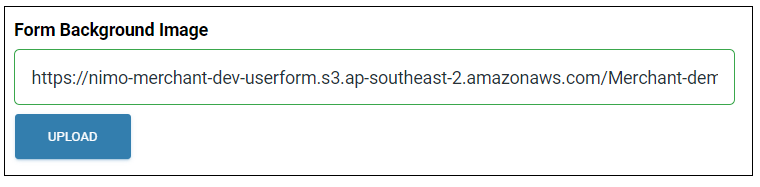 Form Background Image
https://nimo-merchant-dev-userform.s3.ap-southeast-2.amazonaws.com/Merchant-dem
UPLOAD